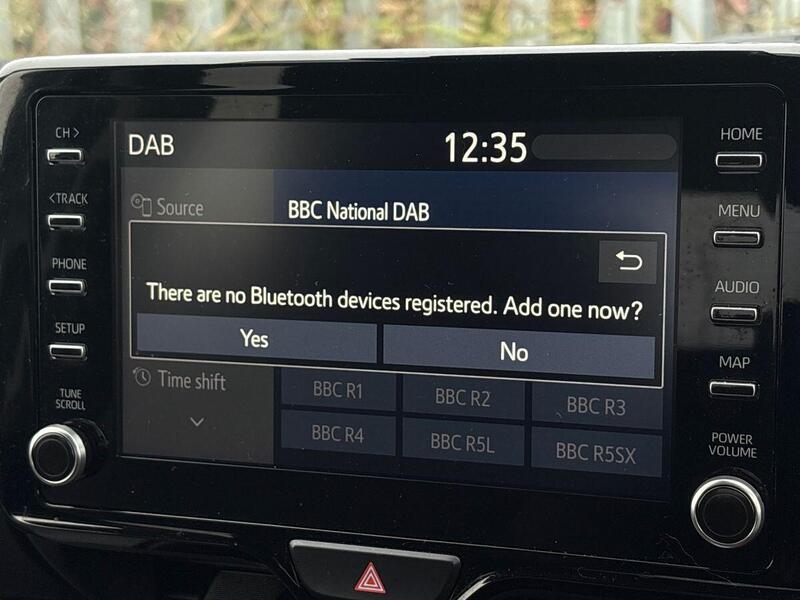 CH >
< TRACK
PHONE
SETUP
TUNE
SCROLL
DAB
12:35
Source
BBC National DAB
There are no Bluetooth devices registered. Add one now?
Yes
No
Time shift
BBC R1
BBC R2
BBC R3
BBC R4
BBC R5L
BBC R5SX
HOME
MENU
AUDIO
MAP
POWER
VOLUME